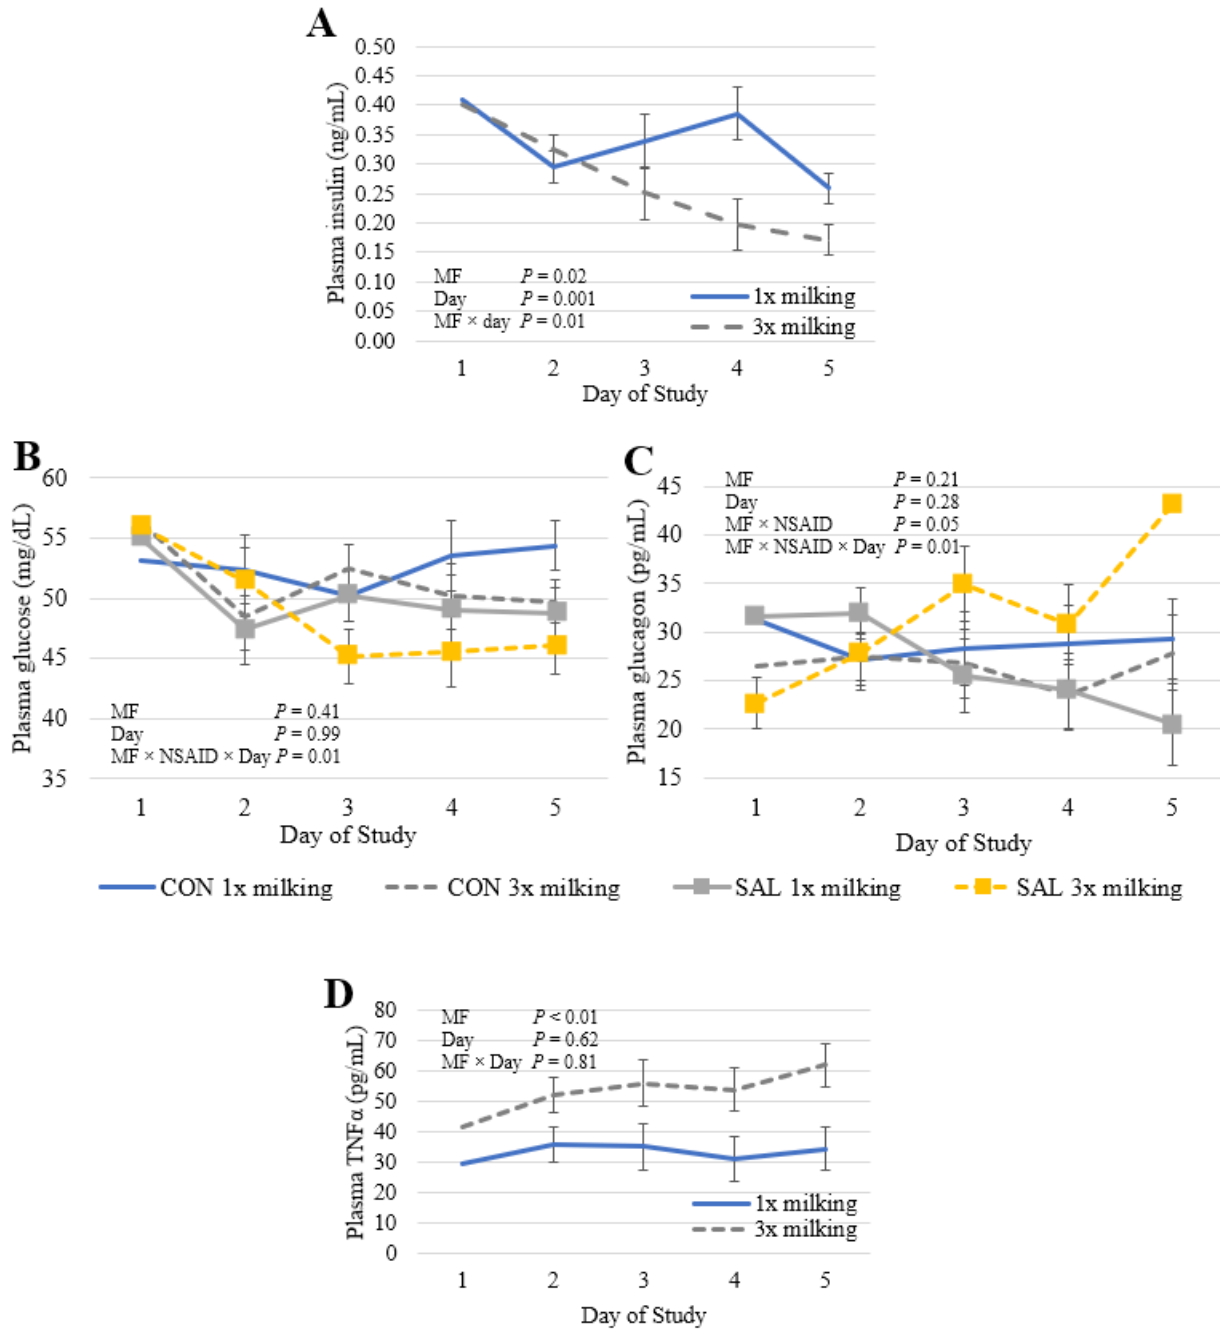 A
0.50
0.45
0.40
0.35
0.30
0.25
0.20
0.15
0.10
0.05
0.00
Plasma insulin (ng/mL)
MF P = 0.02
Day P = 0.001
MF × day P = 0.01
1x milking
3x milking
1 2 3 4 5
Day of Study
B
60
55
50
45
40
35
Plasma glucose (mg/dL)
MF P = 0.41
Day P = 0.99
MF × NSAID × Day P = 0.01
1 2 3 4 5
Day of Study
C
45
40
35
30
25
20
15
Plasma glucagon (pg/mL)
MF P = 0.21
Day P = 0.28
MF × NSAID P = 0.05
MF × NSAID × Day P = 0.01
1 2 3 4 5
Day of Study
CON 1x milking CON 3x milking SAL 1x milking SAL 3x milking
D
80
70
60
50
40
30
20
10
0
Plasma TNFα (pg/mL)
MF P < 0.01
Day P = 0.62
MF × Day P = 0.81
1x milking
3x milking
1 2 3 4 5
Day of Study